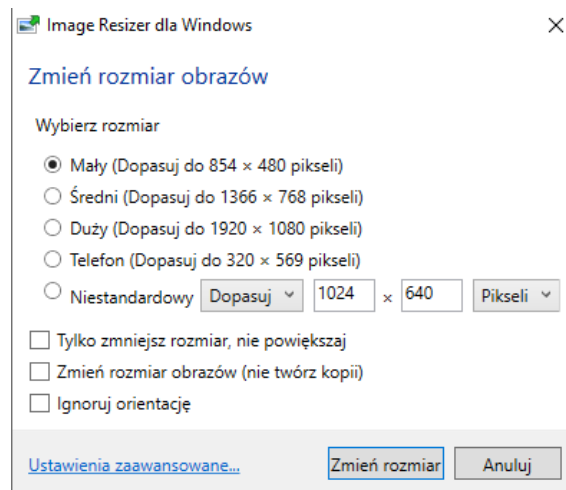 Image Resizer dla Windows
Zmień rozmiar obrazów
Wybierz rozmiar
Mały (Dopasuj do 854 × 480 pikseli)
Średni (Dopasuj do 1366 × 768 pikseli)
Duży (Dopasuj do 1920 × 1080 pikseli)
Telefon (Dopasuj do 320 × 569 pikseli)
Niestandardowy Dopasuj 1024 × 640 Pikseli
Tylko zmniejsz rozmiar, nie powiększaj
Zmień rozmiar obrazów (nie twórz kopii)
Ignoruj orientację
Ustawienia zaawansowane... Zmień rozmiar Anuluj